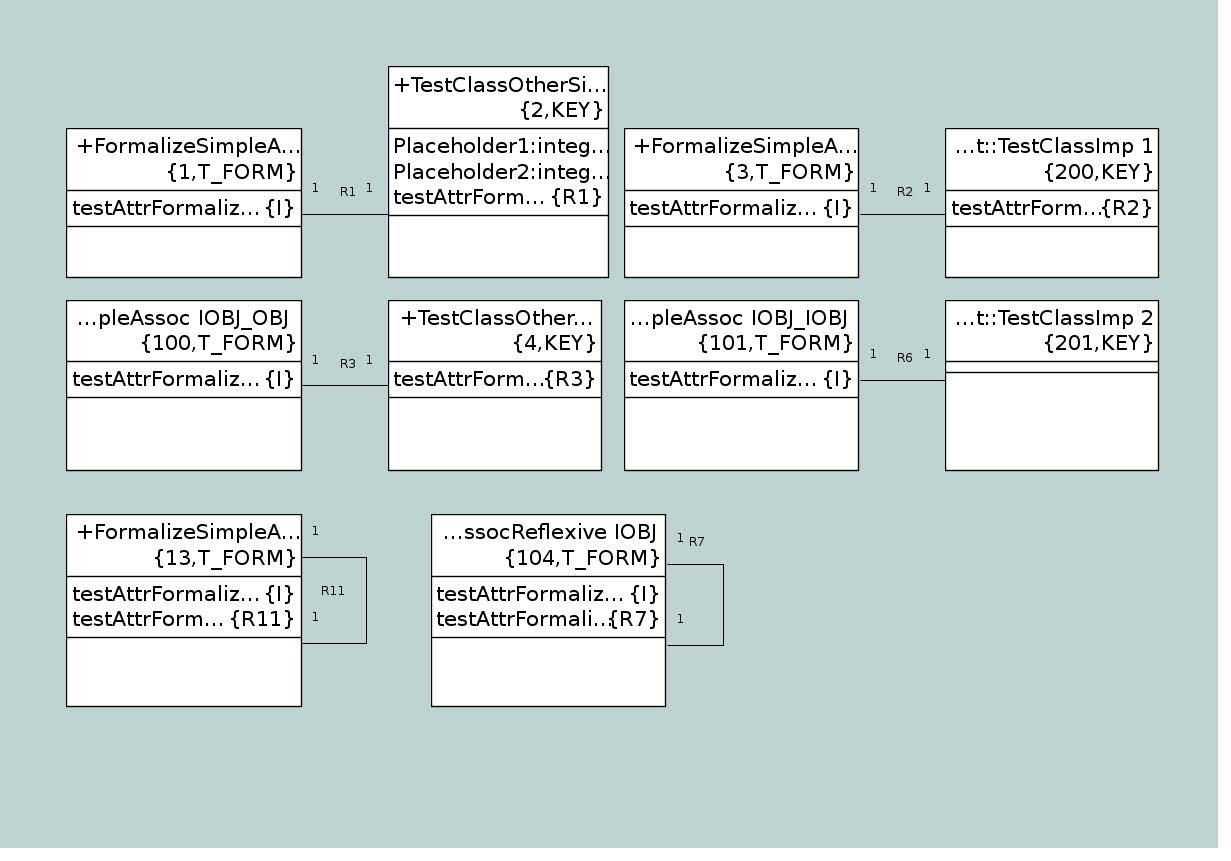 +TestClassOtherSi...
{2,KEY}
Placeholder1:integ...
Placeholder2:integ...
testAttrForm... {R1}
+FormalizeSimpleA...
{1,T_FORM}
testAttrFormaliz... {I}
1 R1 1
+FormalizeSimpleA...
{3,T_FORM}
testAttrFormaliz... {I}
1 R2 1
...t::TestClassImp 1
{200,KEY}
testAttrForm...{R2}
...pleAssoc IOBJ_OBJ
{100,T_FORM}
testAttrFormaliz... {I}
1 R3 1
+TestClassOther...
{4,KEY}
testAttrForm...{R3}
...pleAssoc IOBJ_IOBJ
{101,T_FORM}
testAttrFormaliz... {I}
1 R6 1
...t::TestClassImp 2
{201,KEY}
+FormalizeSimpleA...
{13,T_FORM}
testAttrFormaliz... {I}
testAttrForm... {R11}
1
R11
1
...ssocReflexive IOBJ
{104,T_FORM}
testAttrFormaliz... {I}
testAttrFormali...{R7}
1 R7
1